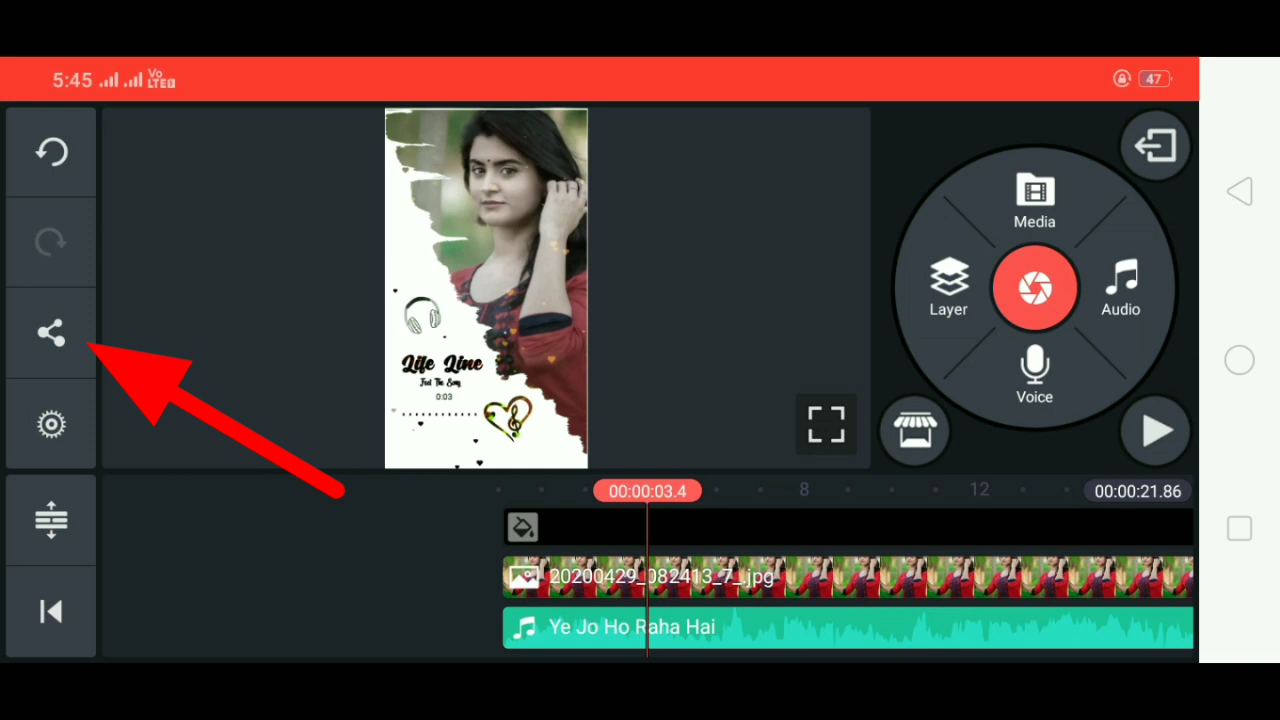 5:45 Vo LTE
47
Media
Layer
Audio
Voice
Life Line
Feel The Song
0:03
00:00:03.4
8
12
00:00:21.86
20200429_082413_7_.jpg
Ye Jo Ho Raha Hai